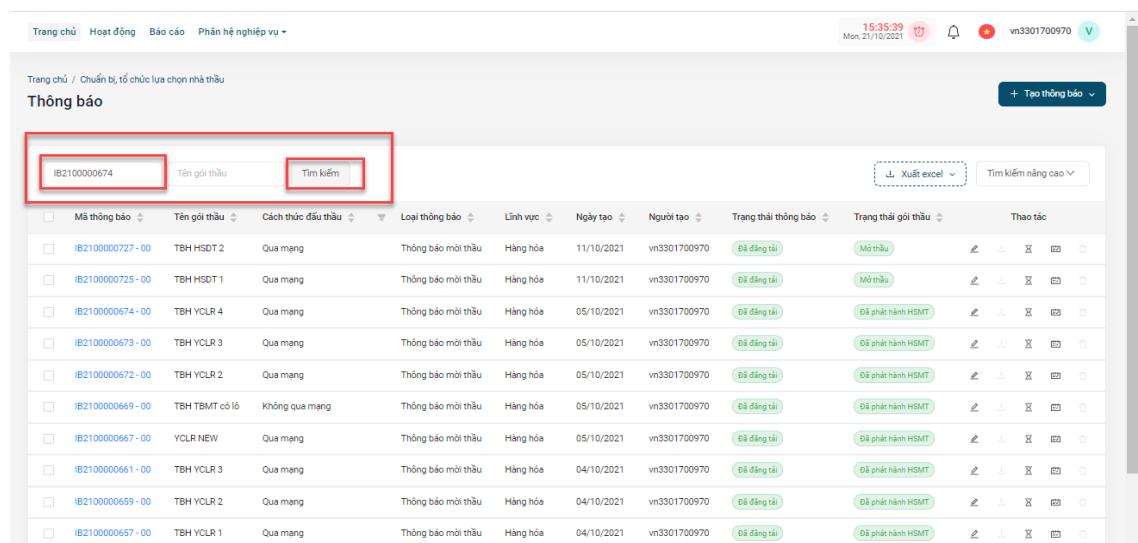 Trang chủ Hoạt động Báo cáo Phân hệ nghiệp vụ 15:35:39 vn3301700970 V
Mon, 21/10/2021
Trang chủ / Chuẩn bị, tổ chức lựa chọn nhà thầu
Thông báo + Tạo thông báo
IB2100000674 Tên gói thầu Tìm kiếm Xuất excel Tìm kiếm nâng cao
Mã thông báo Tên gói thầu Cách thức đấu thầu Loại thông báo Lĩnh vực Ngày tạo Người tạo Trạng thái thông báo Trạng thái gói thầu Thao tác
IB2100000727 - 00 TBH HSDT 2 Qua mạng Thông báo mời thầu Hàng hóa 11/10/2021 vn3301700970 Đã đăng tải Mở thầu
IB2100000725 - 00 TBH HSDT 1 Qua mạng Thông báo mời thầu Hàng hóa 11/10/2021 vn3301700970 Đã đăng tải Mở thầu
IB2100000674 - 00 TBH YCLR 4 Qua mạng Thông báo mời thầu Hàng hóa 05/10/2021 vn3301700970 Đã đăng tải Đã phát hành HSMT
IB2100000673 - 00 TBH YCLR 3 Qua mạng Thông báo mời thầu Hàng hóa 05/10/2021 vn3301700970 Đã đăng tải Đã phát hành HSMT
IB2100000672 - 00 TBH YCLR 2 Qua mạng Thông báo mời thầu Hàng hóa 05/10/2021 vn3301700970 Đã đăng tải Đã phát hành HSMT
IB2100000669 - 00 TBH TBMT có lô Không qua mạng Thông báo mời thầu Hàng hóa 05/10/2021 vn3301700970 Đã đăng tải Đã phát hành HSMT
IB2100000667 - 00 YCLR NEW Qua mạng Thông báo mời thầu Hàng hóa 05/10/2021 vn3301700970 Đã đăng tải Đã phát hành HSMT
IB2100000661 - 00 TBH YCLR 3 Qua mạng Thông báo mời thầu Hàng hóa 04/10/2021 vn3301700970 Đã đăng tải Đã phát hành HSMT
IB2100000659 - 00 TBH YCLR 2 Qua mạng Thông báo mời thầu Hàng hóa 04/10/2021 vn3301700970 Đã đăng tải Đã phát hành HSMT
IB2100000657 - 00 TBH YCLR 1 Qua mạng Thông báo mời thầu Hàng hóa 04/10/2021 vn3301700970 Đã đăng tải Đã phát hành HSMT